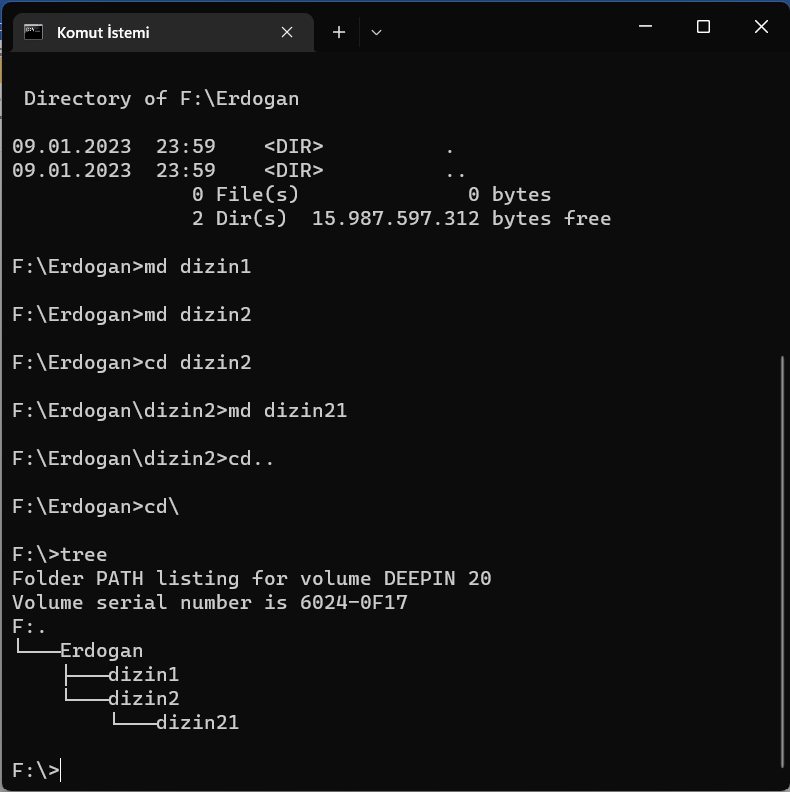 Komut İstemi
Directory of F:\Erdogan
09.01.2023  23:59    <DIR>          .
09.01.2023  23:59    <DIR>          ..
               0 File(s)              0 bytes
               2 Dir(s)  15.987.597.312 bytes free
F:\Erdogan>md dizin1
F:\Erdogan>md dizin2
F:\Erdogan>cd dizin2
F:\Erdogan\dizin2>md dizin21
F:\Erdogan\dizin2>cd..
F:\Erdogan>cd\
F:\>tree
Folder PATH listing for volume DEEPIN 20
Volume serial number is 6024-0F17
F:.
└───Erdogan
    ├───dizin1
    └───dizin2
        └───dizin21
F:\>